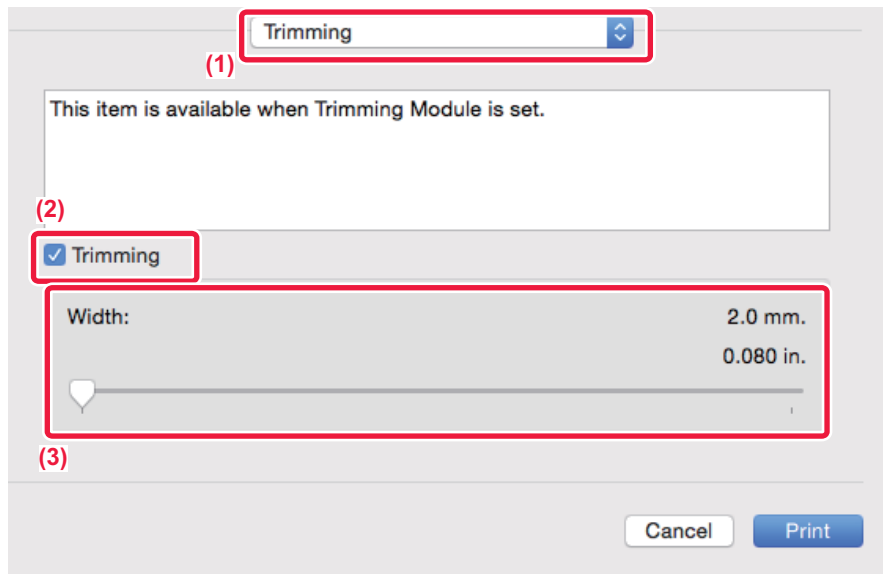 Trimming
(1)
This item is available when Trimming Module is set.
(2)
Trimming
Width:
2.0 mm.
0.080 in.
(3)
Cancel
Print